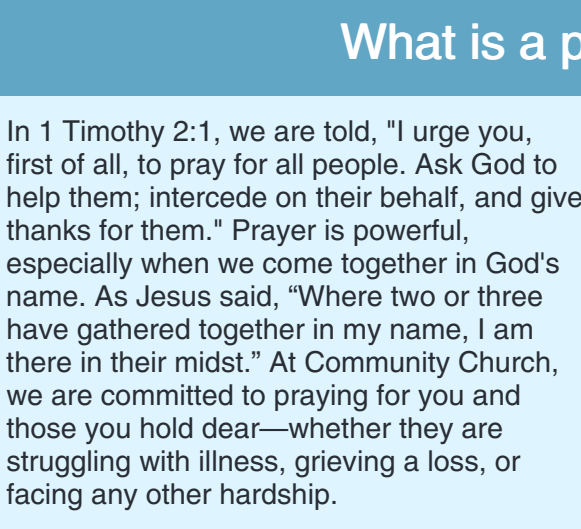 What is a p
In 1 Timothy 2:1, we are told, "I urge you,
first of all, to pray for all people. Ask God to
help them; intercede on their behalf, and give
thanks for them." Prayer is powerful,
especially when we come together in God's
name. As Jesus said, “Where two or three
have gathered together in my name, I am
there in their midst.” At Community Church,
we are committed to praying for you and
those you hold dear—whether they are
struggling with illness, grieving a loss, or
facing any other hardship.